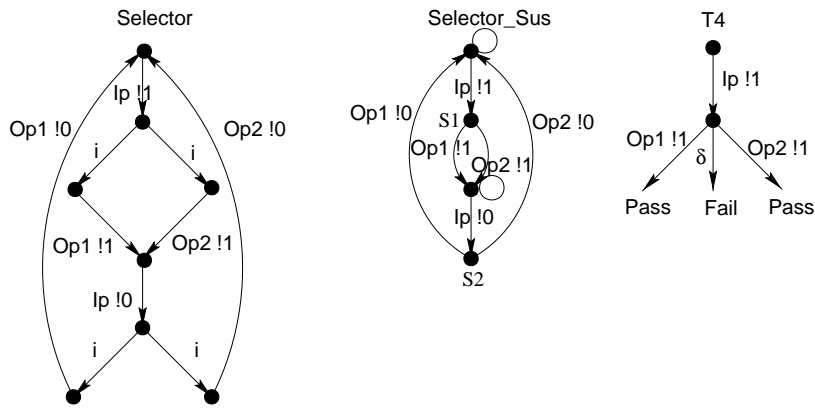 Selector
Ip !1
i
i
Op1 !0
Op2 !0
Op1 !1
Op2 !1
Ip !0
i
i
Selector_Sus
Ip !1
S1
Op1 !0
Op2 !0
Op1 !1
Op2 !1
Ip !0
S2
T4
Ip !1
Op1 !1
δ
Op2 !1
Pass
Fail
Pass